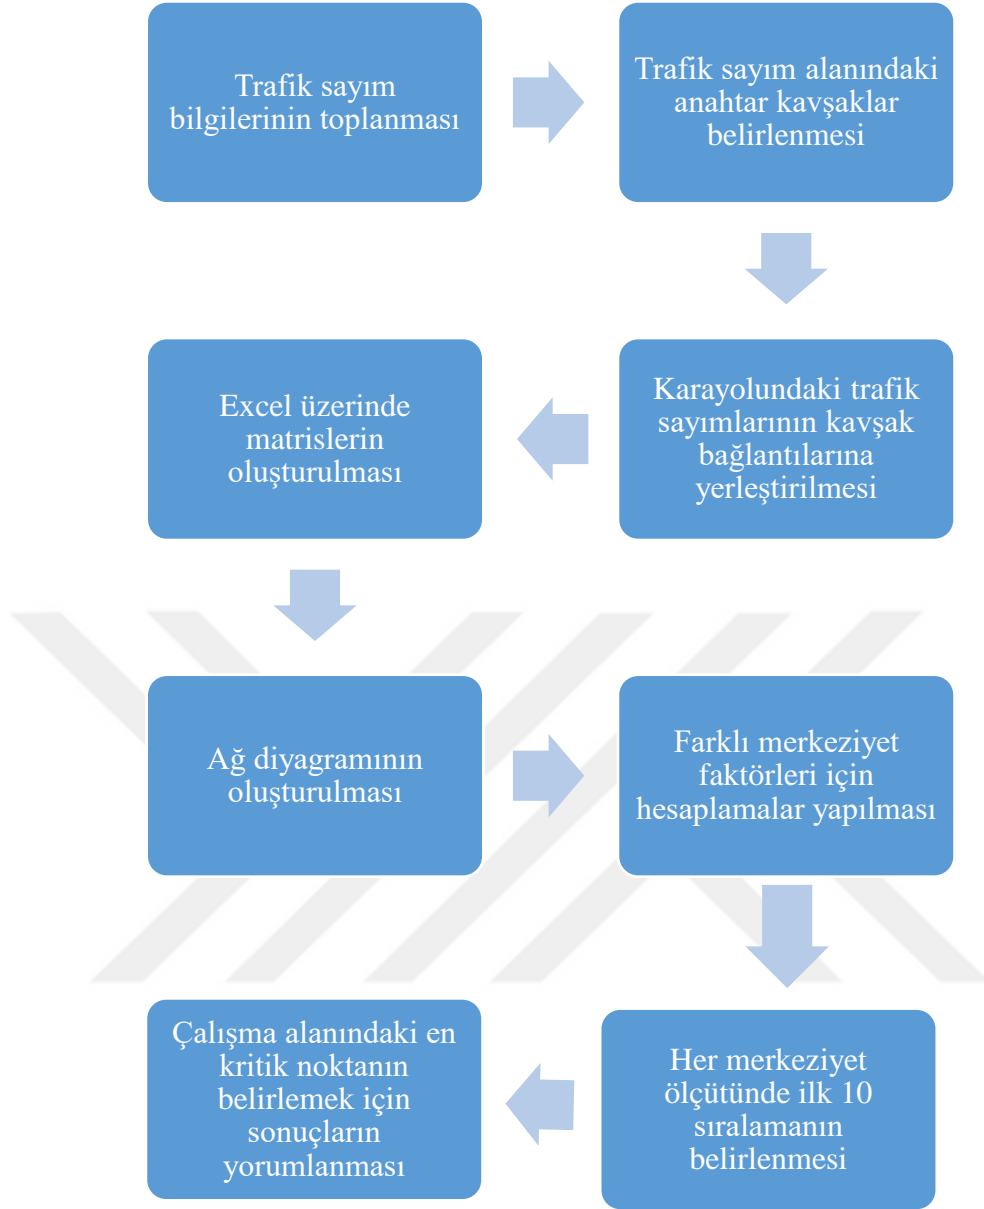 Trafik sayım
bilgilerinin toplanması
Trafik sayım alanındaki
anahtar kavşaklar
belirlenmesi
Karayolundaki trafik
sayımlarının kavşak
bağlantılarına
yerleştirilmesi
Excel üzerinde
matrislerin
oluşturulması
Ağ diyagramının
oluşturulması
Farklı merkeziyet
faktörleri için
hesaplamalar yapılması
Her merkeziyet
ölçütünde ilk 10
sıralamanın
belirlenmesi
Çalışma alanındaki en
kritik noktanın
belirlemek için
sonuçların
yorumlanması